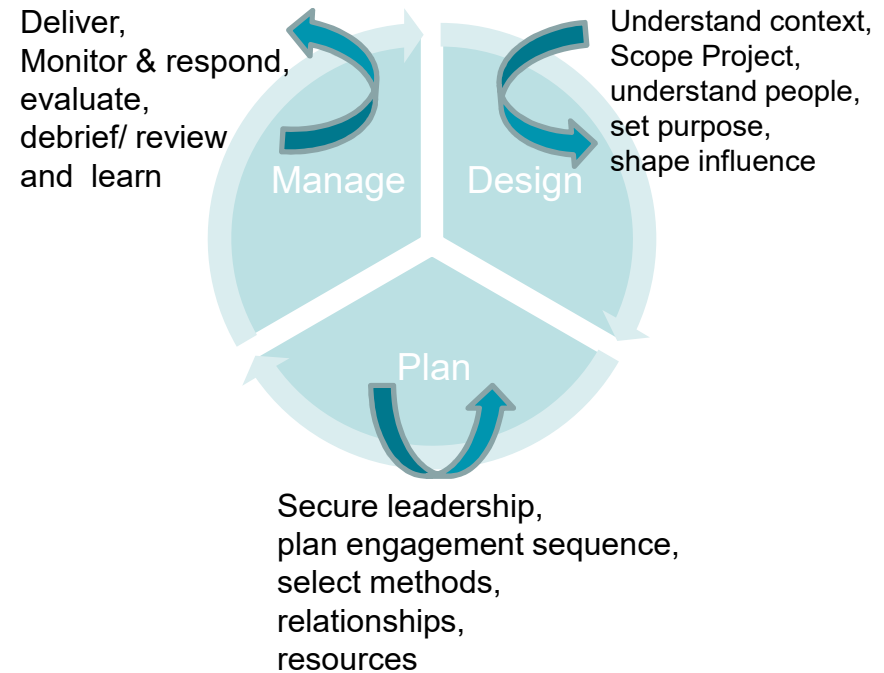 Deliver,
Monitor & respond,
evaluate,
debrief/ review
and  learn
Understand context,
Scope Project,
understand people,
set purpose,
shape influence
Manage
Design
Plan
Secure leadership,
plan engagement sequence,
select methods,
relationships,
resources